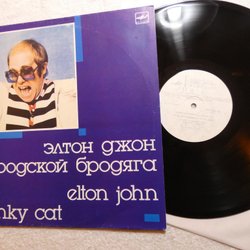 элтон джон
родской бродяга
elton john
nky cat